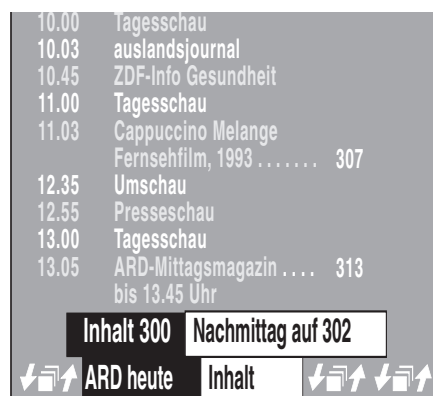 10.00 Tagesschau
10.03 auslandsjournal
10.45 ZDF-Info Gesundheit
11.00 Tagesschau
11.03 Cappuccino Melange
Fernsehfilm, 1993 . . . . . . . 307
12.35 Umschau
12.55 Presseschau
13.00 Tagesschau
13.05 ARD-Mittagsmagazin . . . . 313
bis 13.45 Uhr
Inhalt 300 Nachmittag auf 302
ARD heute Inhalt